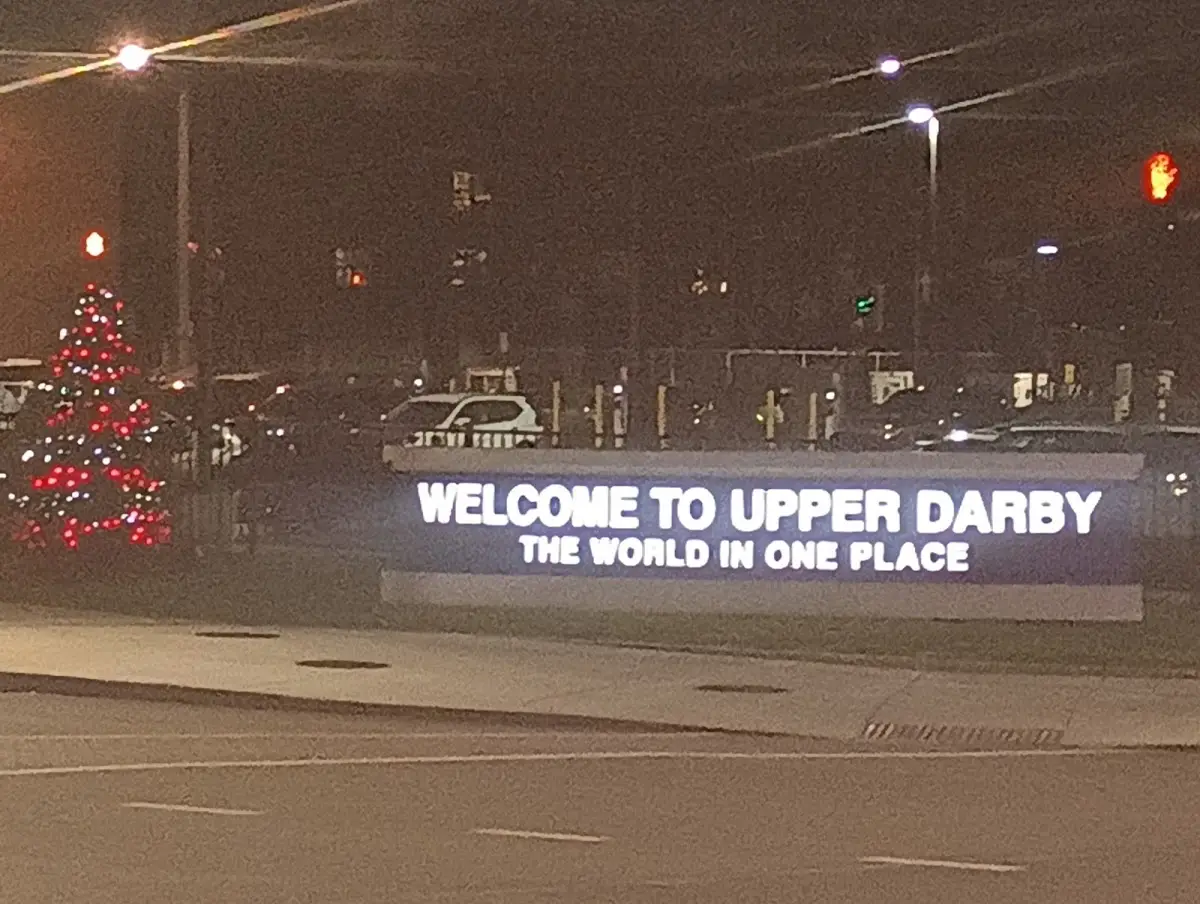 WELCOME TO UPPER DARBY
THE WORLD IN ONE PLACE